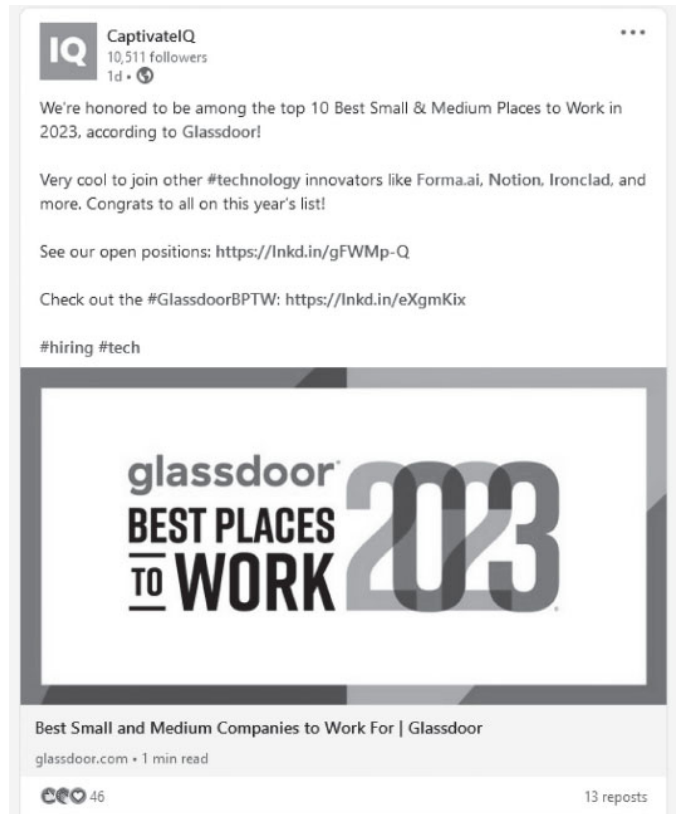 IQ
CaptivateIQ
10,511 followers
1d •
We're honored to be among the top 10 Best Small & Medium Places to Work in
2023, according to Glassdoor!
Very cool to join other #technology innovators like Forma.ai, Notion, Ironclad, and
more. Congrats to all on this year's list!
See our open positions: https://lnkd.in/gFWMp-Q
Check out the #GlassdoorBPTW: https://lnkd.in/eXgmKix
#hiring #tech
glassdoor
BEST PLACES
TO WORK
2023
Best Small and Medium Companies to Work For | Glassdoor
glassdoor.com • 1 min read
46
13 reposts